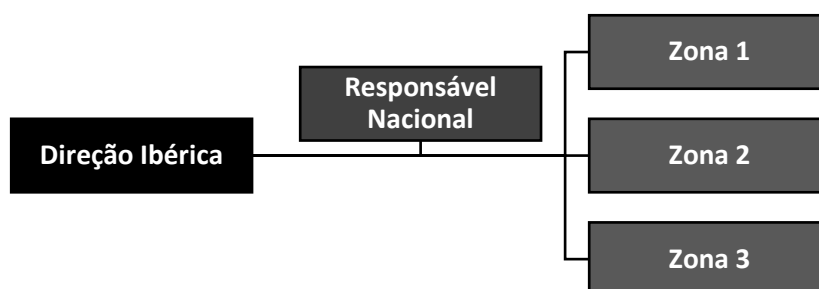 Direção Ibérica
Responsável
Nacional
Zona 1
Zona 2
Zona 3